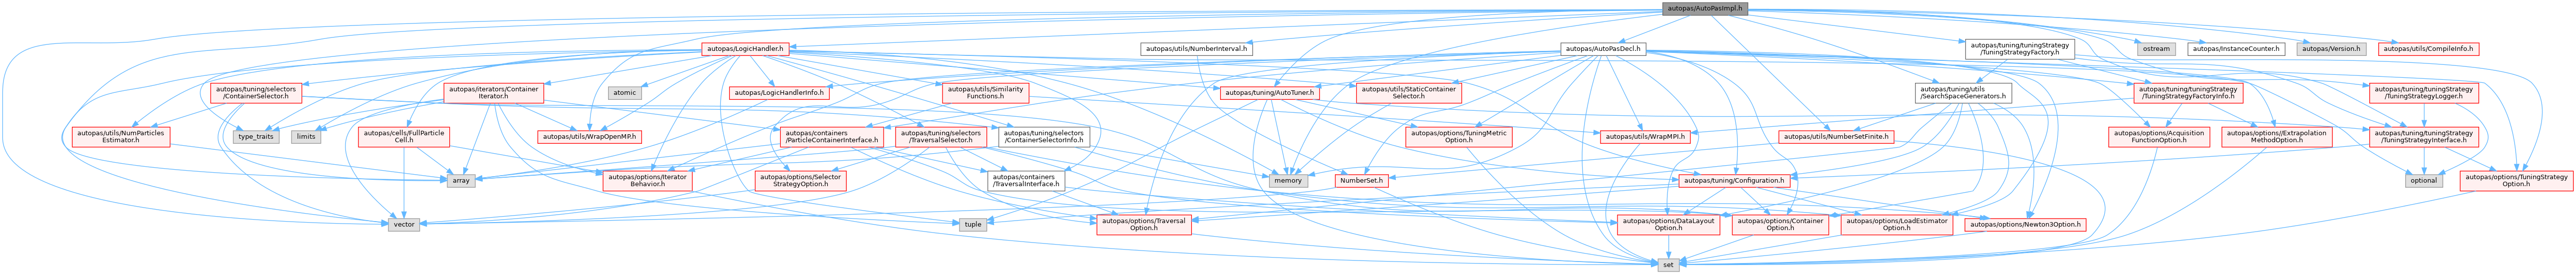 autopas/AutoPasImpl.h
autopas/LogicHandler.h
autopas/utils/NumberInterval.h
autopas/AutoPasDecl.h
autopas/tuning/tuningStrategy
/TuningStrategyFactory.h
ostream
autopas/InstanceCounter.h
autopas/Version.h
autopas/utils/CompileInfo.h
autopas/tuning/selectors
/ContainerSelector.h
autopas/iterators/Container
Iterator.h
atomic
autopas/LogicHandlerInfo.h
autopas/utils/Similarity
Functions.h
autopas/tuning/AutoTuner.h
autopas/utils/StaticContainer
Selector.h
autopas/tuning/utils
/SearchSpaceGenerators.h
autopas/tuning/tuningStrategy
/TuningStrategyFactoryInfo.h
autopas/tuning/tuningStrategy
/TuningStrategyLogger.h
autopas/utils/NumParticles
Estimator.h
type_traits
limits
autopas/cells/FullParticle
Cell.h
autopas/utils/WrapOpenMP.h
autopas/containers
/ParticleContainerInterface.h
autopas/tuning/selectors
/TraversalSelector.h
autopas/tuning/selectors
/ContainerSelectorInfo.h
autopas/options/TuningMetric
Option.h
autopas/utils/WrapMPI.h
autopas/utils/NumberSetFinite.h
autopas/options/Acquisition
FunctionOption.h
autopas/options/IExtrapolation
MethodOption.h
autopas/tuning/tuningStrategy
/TuningStrategyInterface.h
array
autopas/options/Iterator
Behavior.h
autopas/options/Selector
StrategyOption.h
autopas/containers
/TraversalInterface.h
memory
NumberSet.h
autopas/tuning/Configuration.h
optional
autopas/options/TuningStrategy
Option.h
vector
tuple
autopas/options/Traversal
Option.h
autopas/options/DataLayout
Option.h
autopas/options/Container
Option.h
autopas/options/LoadEstimator
Option.h
autopas/options/Newton3Option.h
set